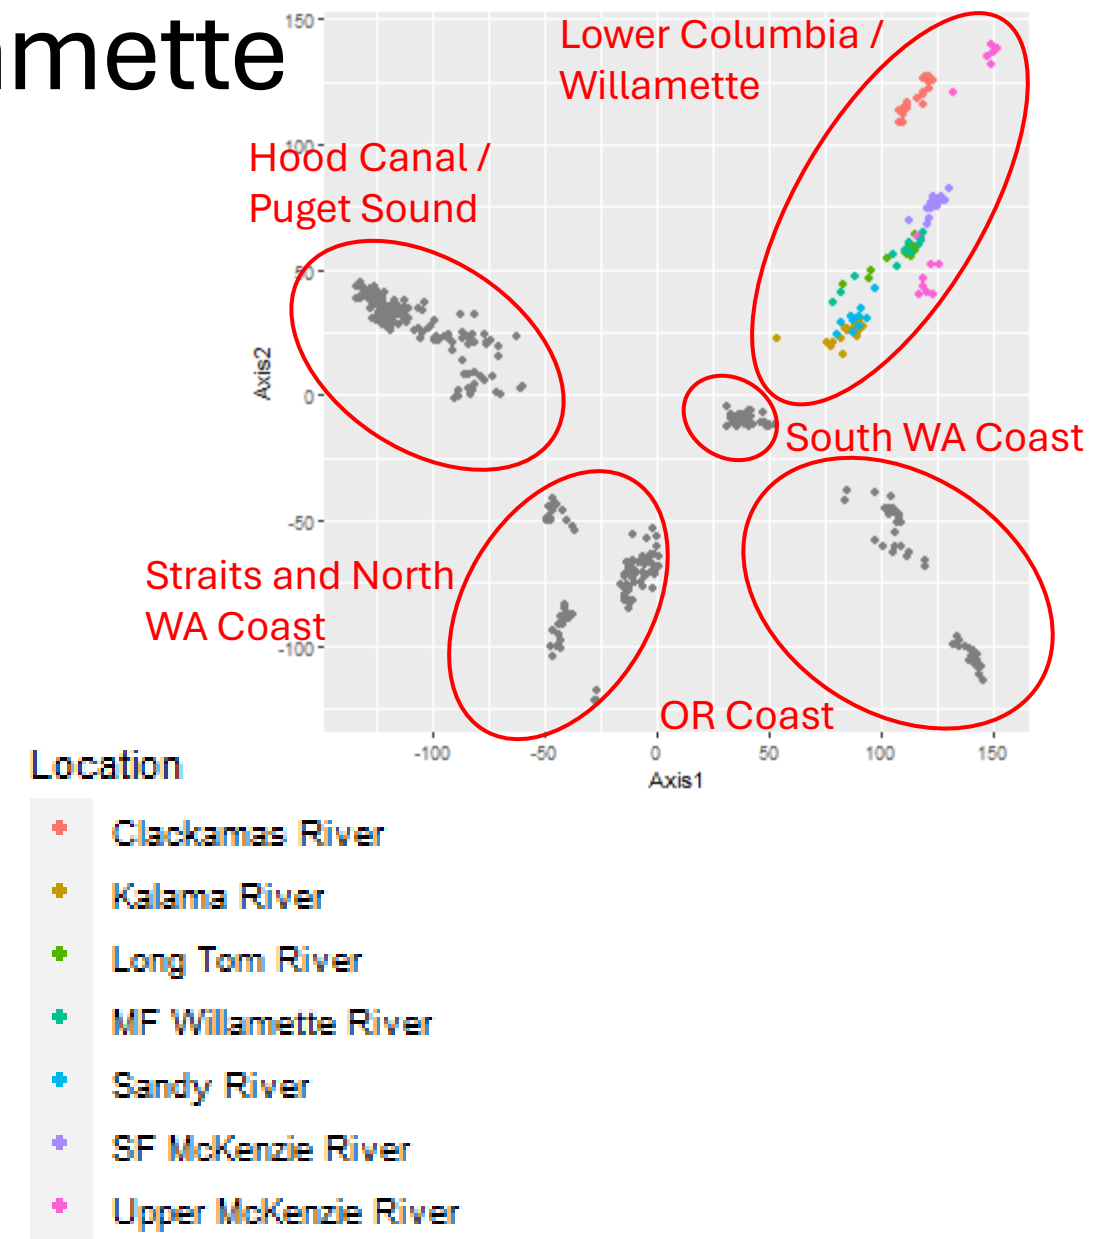 mette
Lower Columbia /
Willamette
Hood Canal /
Puget Sound
South WA Coast
Straits and North
WA Coast
OR Coast
150
100
50
0
-50
-100
Axis2
-100
-50
0
50
100
150
Axis1
Location
Clackamas River
Kalama River
Long Tom River
MF Willamette River
Sandy River
SF McKenzie River
Upper McKenzie River